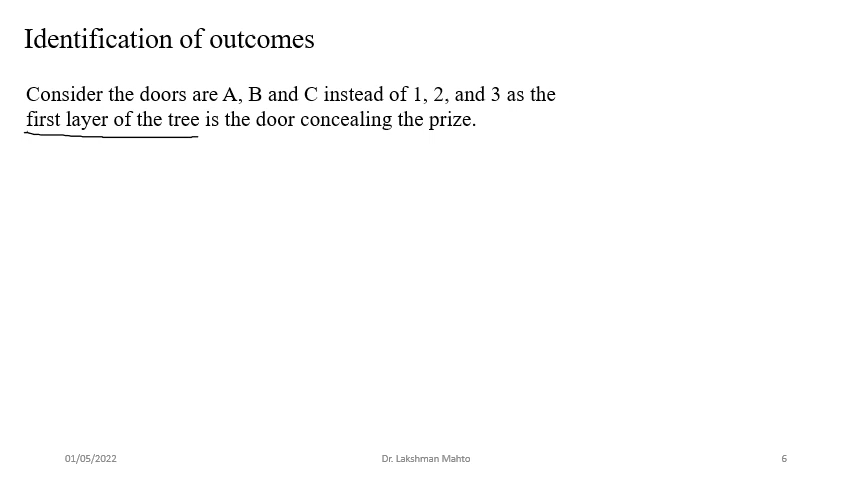 Identification of outcomes
Consider the doors are A, B and C instead of 1, 2, and 3 as the
first layer of the tree is the door concealing the prize.
01/05/2022
Dr. Lakshman Mahto
6